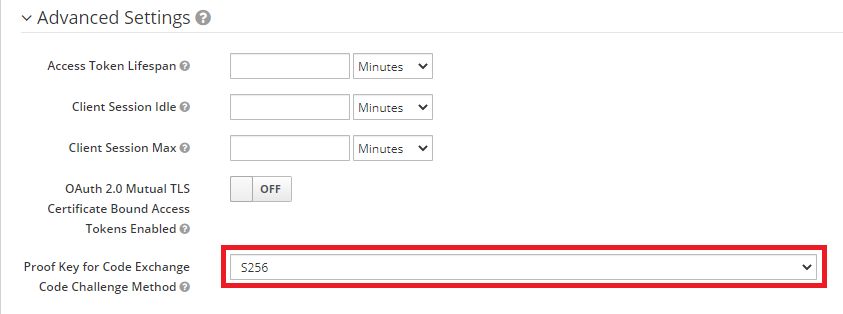 Advanced Settings
Access Token Lifespan Minutes
Client Session Idle Minutes
Client Session Max Minutes
OAuth 2.0 Mutual TLS OFF
Certificate Bound Access
Tokens Enabled
Proof Key for Code Exchange S256
Code Challenge Method